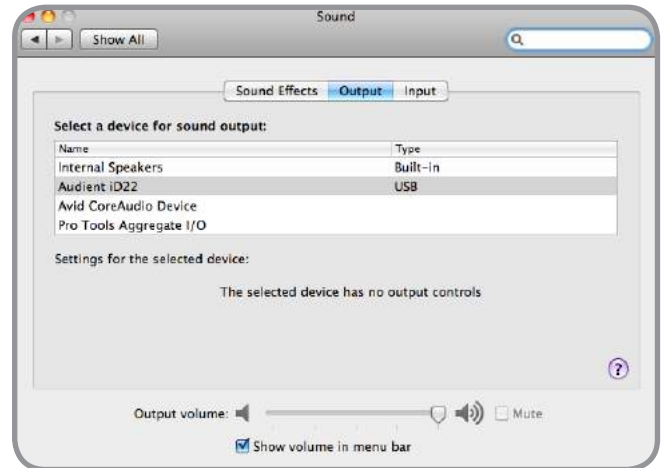 Sound
Show All
Sound Effects Output Input
Select a device for sound output:
Name Type
Internal Speakers Built-in
Audient iD22 USB
Avid CoreAudio Device
Pro Tools Aggregate I/O
Settings for the selected device:
The selected device has no output controls
?
Output volume: Mute
Show volume in menu bar